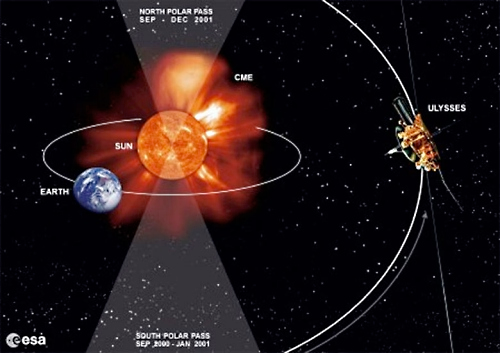 NORTH POLAR PASS
SEP - DEC 2001
CME
ULYSSES
SUN
EARTH
SOUTH POLAR PASS
SEP 2000 - JAN 2001
esa